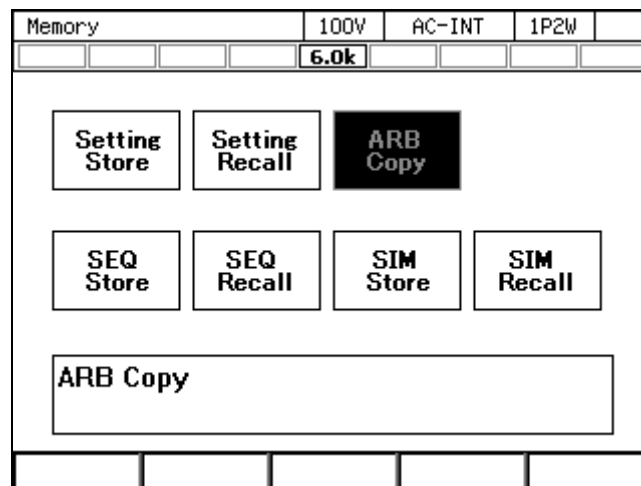 Memory 100V AC-INT 1P2W
6.0k
Setting Store
Setting Recall
ARB Copy
SEQ Store
SEQ Recall
SIM Store
SIM Recall
ARB Copy